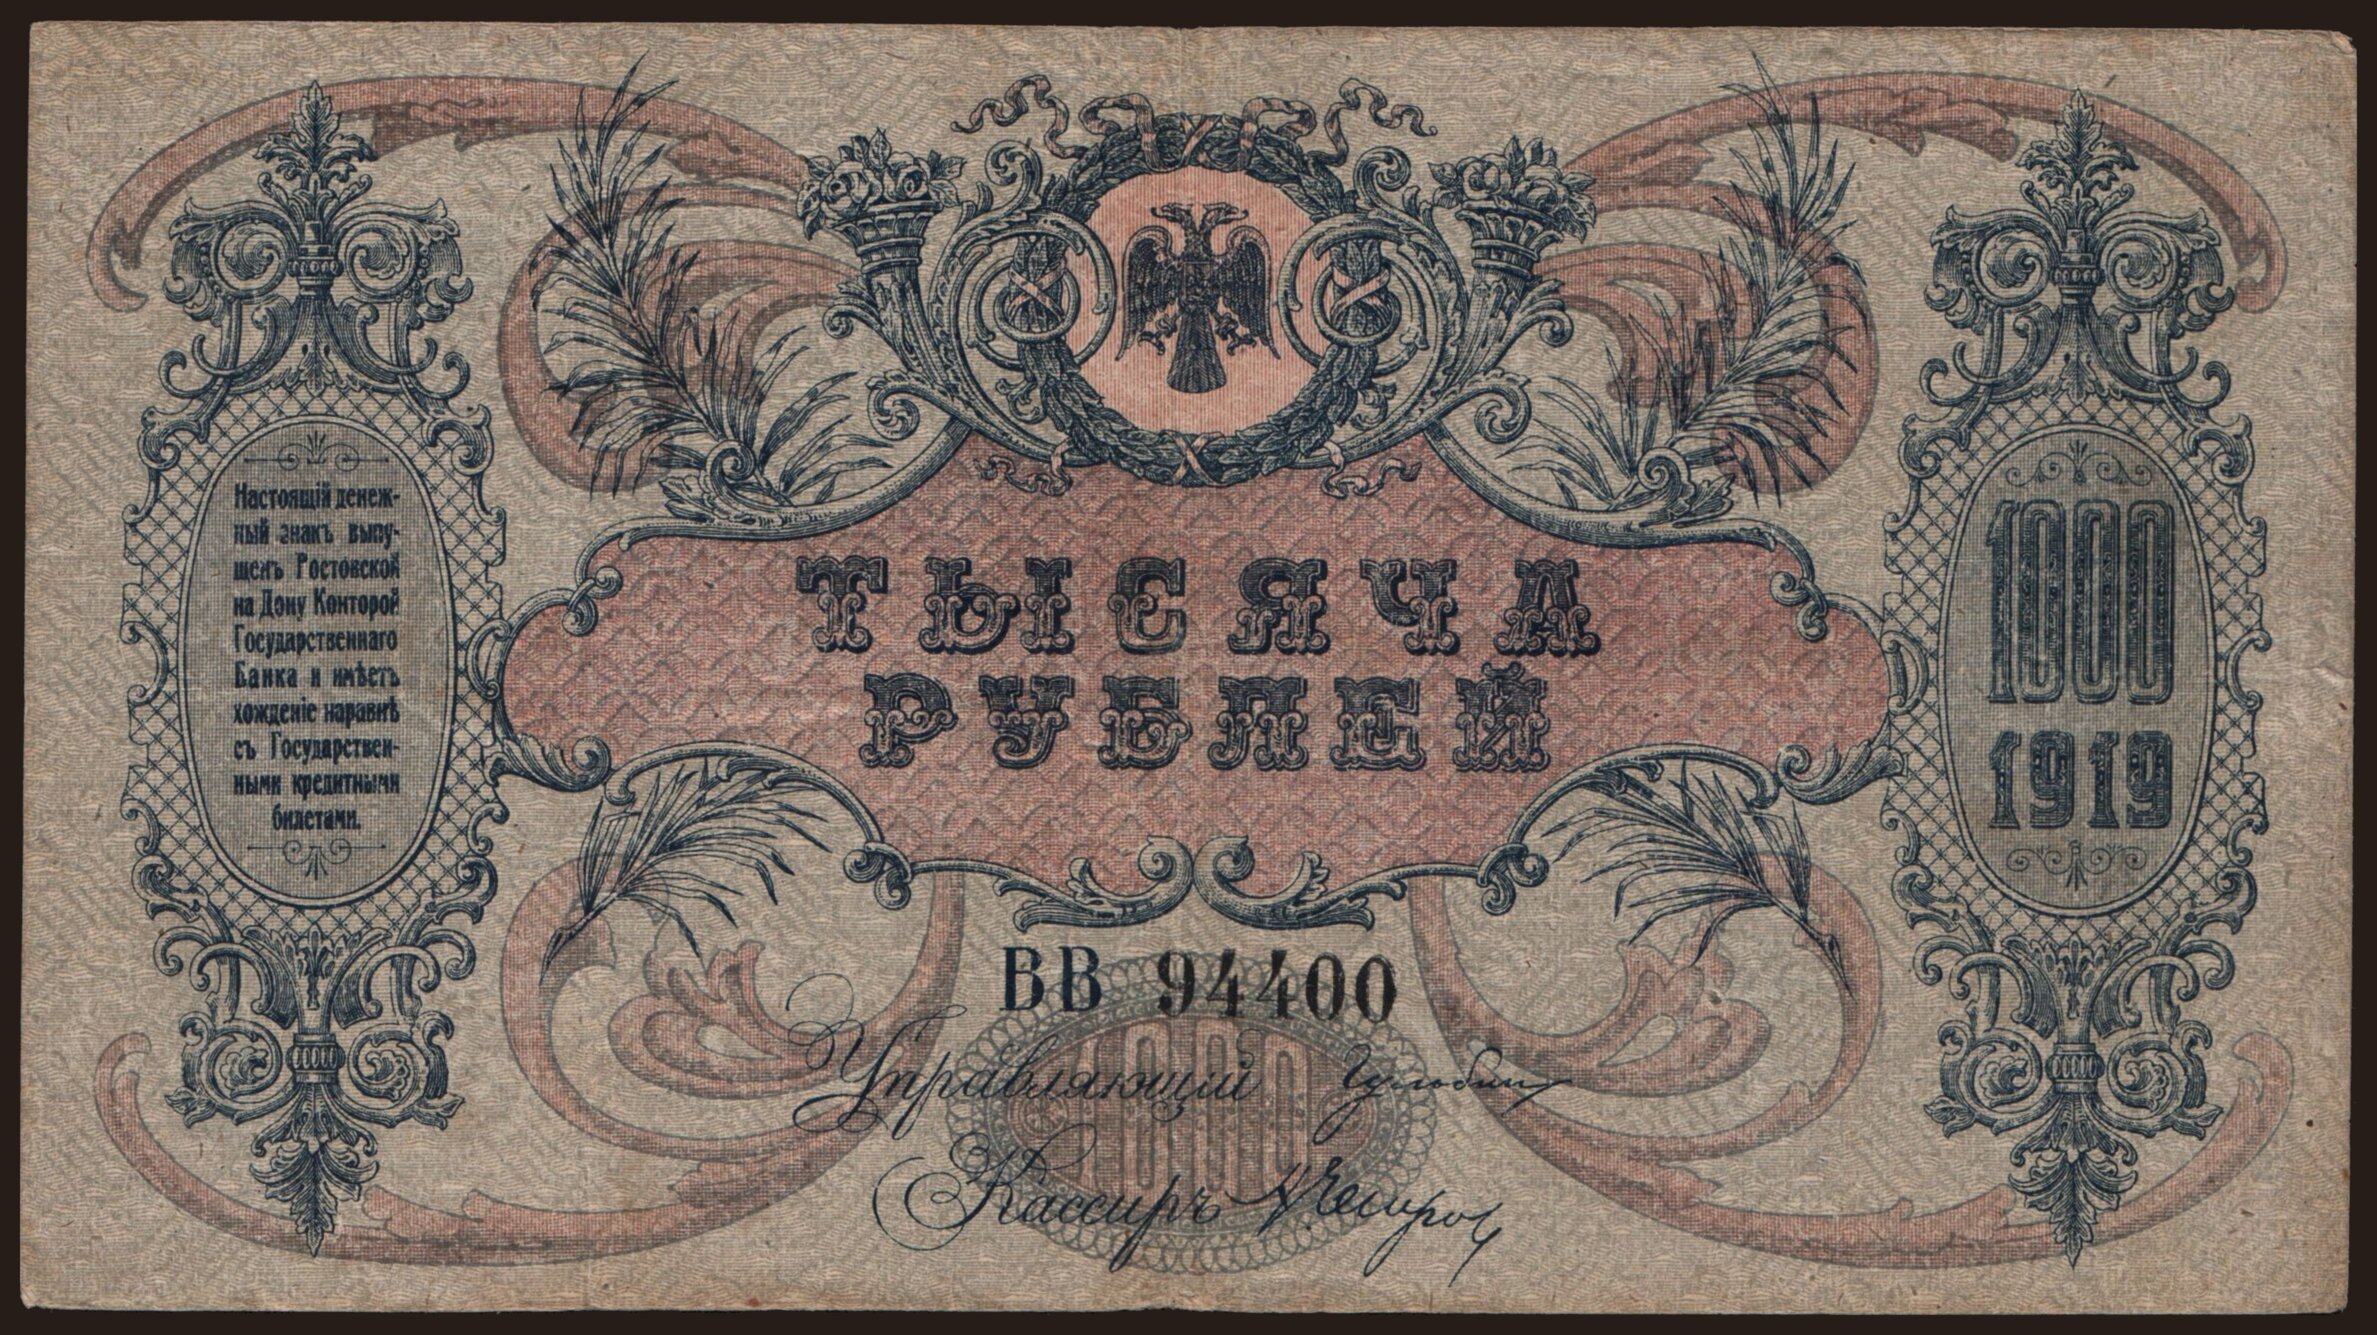 Настоящій денеж-
ный знакъ выпу-
щенъ Ростовской
на Дону Конторой
Государственнаго
Банка и имѣетъ
хожденіе наравнѣ
съ Государствен-
ными кредитными
билетами.
ТЫСЯЧА
РУБЛЕЙ
1000
1919
ВВ 94400
1000
Управляющій
Кассиръ